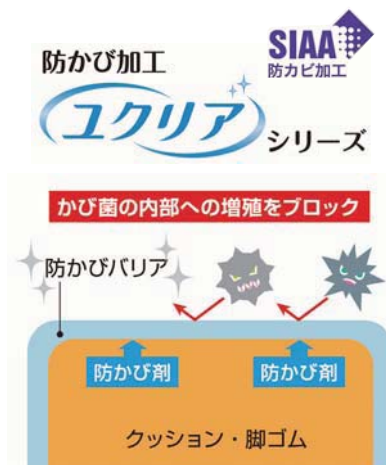 SIAA
防カビ加工
防かび加工
ユクリア
シリーズ
かび菌の内部への増殖をブロック
防かびバリア
防かび剤 防かび剤
クッション・脚ゴム